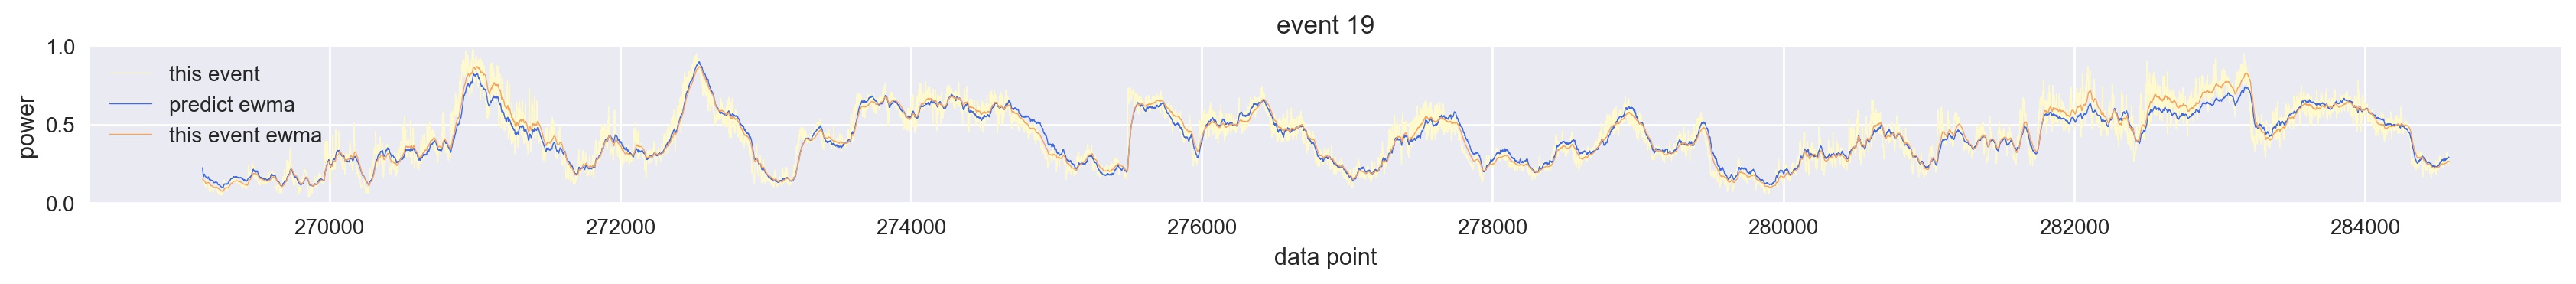 event 19
1.0
this event
predict ewma
0.5
this event ewma
0.0
power
270000 272000 274000 276000 278000 280000 282000 284000
data point